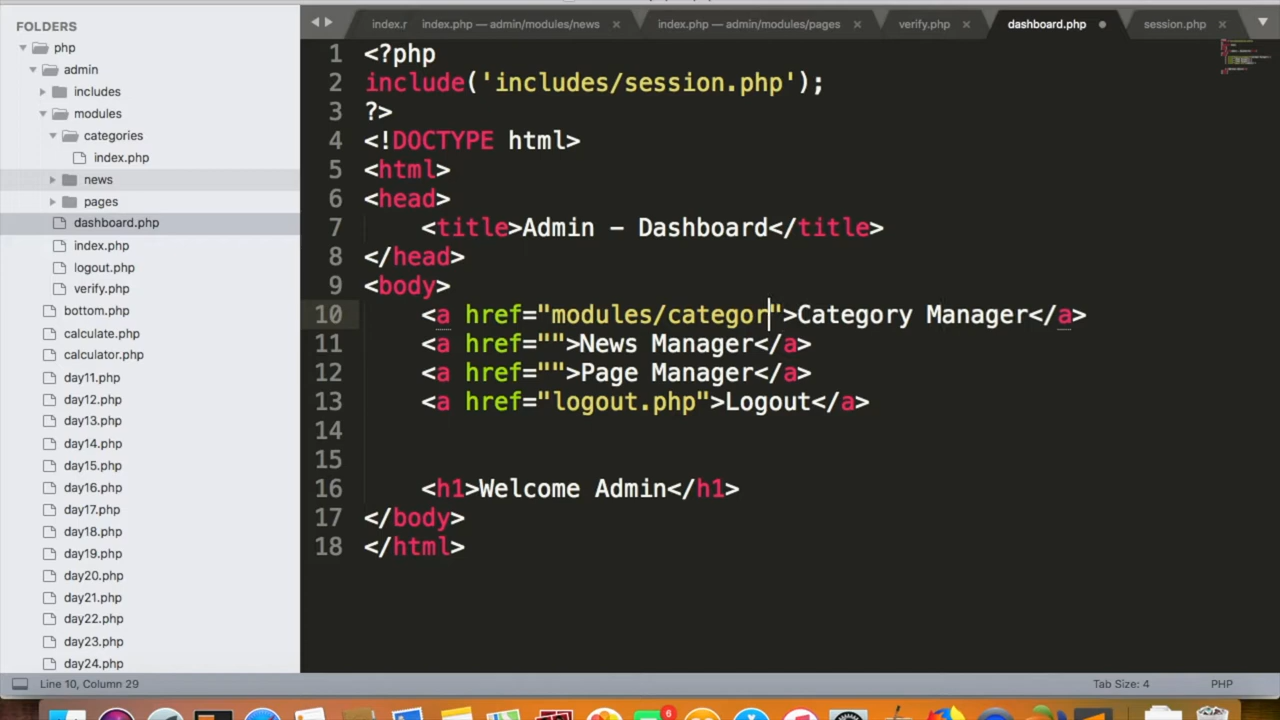 FOLDERS
php
admin
includes
modules
categories
index.php
news
pages
dashboard.php
index.php
logout.php
verify.php
bottom.php
calculate.php
calculator.php
day11.php
day12.php
day13.php
day14.php
day15.php
day16.php
day17.php
day18.php
day19.php
day20.php
day21.php
day22.php
day23.php
day24.php
index.r index.php — admin/modules/news index.php — admin/modules/pages verify.php dashboard.php session.php
1 <?php
2 include('includes/session.php');
3 ?>
4 <!DOCTYPE html>
5 <html>
6 <head>
7 <title>Admin - Dashboard</title>
8 </head>
9 <body>
10 <a href="modules/categor">Category Manager</a>
11 <a href="">News Manager</a>
12 <a href="">Page Manager</a>
13 <a href="logout.php">Logout</a>
14
15
16 <h1>Welcome Admin</h1>
17 </body>
18 </html>
Line 10, Column 29 Tab Size: 4 PHP
6